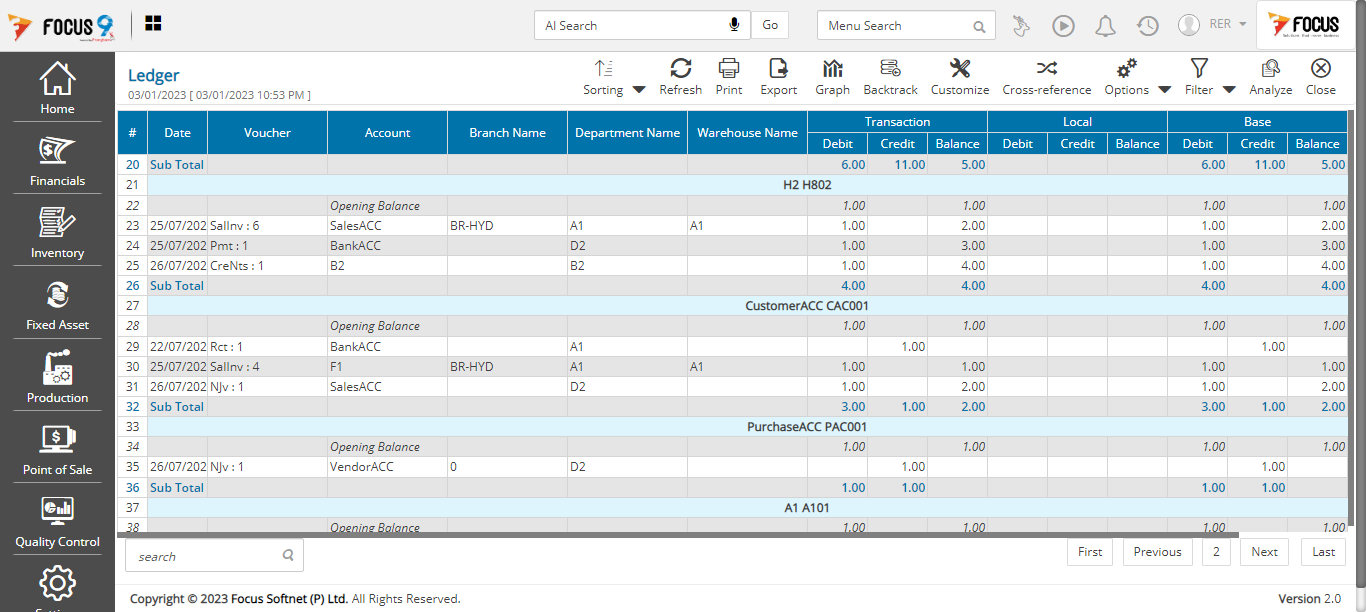 FOCUS 9 AI Search Go Menu Search RER FOCUS
Home
Financials
Inventory
Fixed Asset
Production
Point of Sale
Quality Control
Ledger
03/01/2023 [ 03/01/2023 10:53 PM ]
Sorting Refresh Print Export Graph Backtrack Customize Cross-reference Options Filter Analyze Close
# Date Voucher Account Branch Name Department Name Warehouse Name Transaction Local Base
Debit Credit Balance Debit Credit Balance Debit Credit Balance
20 Sub Total 6.00 11.00 5.00 6.00 11.00 5.00
21 H2 H802
22 Opening Balance 1.00 1.00 1.00 1.00
23 25/07/202 SalInv : 6 SalesACC BR-HYD A1 A1 1.00 2.00 1.00 2.00
24 25/07/202 Pmt : 1 BankACC D2 1.00 3.00 1.00 3.00
25 26/07/202 CreNts : 1 B2 B2 1.00 4.00 1.00 4.00
26 Sub Total 4.00 4.00 4.00 4.00
27 CustomerACC CAC001
28 Opening Balance 1.00 1.00 1.00 1.00
29 22/07/202 Rct : 1 BankACC A1 1.00 1.00
30 25/07/202 SalInv : 4 F1 BR-HYD A1 A1 1.00 1.00 1.00 1.00
31 26/07/202 NJv : 1 SalesACC D2 1.00 2.00 1.00 2.00
32 Sub Total 3.00 1.00 2.00 3.00 1.00 2.00
33 PurchaseACC PAC001
34 Opening Balance 1.00 1.00 1.00 1.00
35 26/07/202 NJv : 1 VendorACC 0 D2 1.00 1.00
36 Sub Total 1.00 1.00 1.00 1.00
37 A1 A101
38 Opening Balance 1.00 1.00 1.00 1.00
search First Previous 2 Next Last
Copyright © 2023 Focus Softnet (P) Ltd. All Rights Reserved. Version 2.0